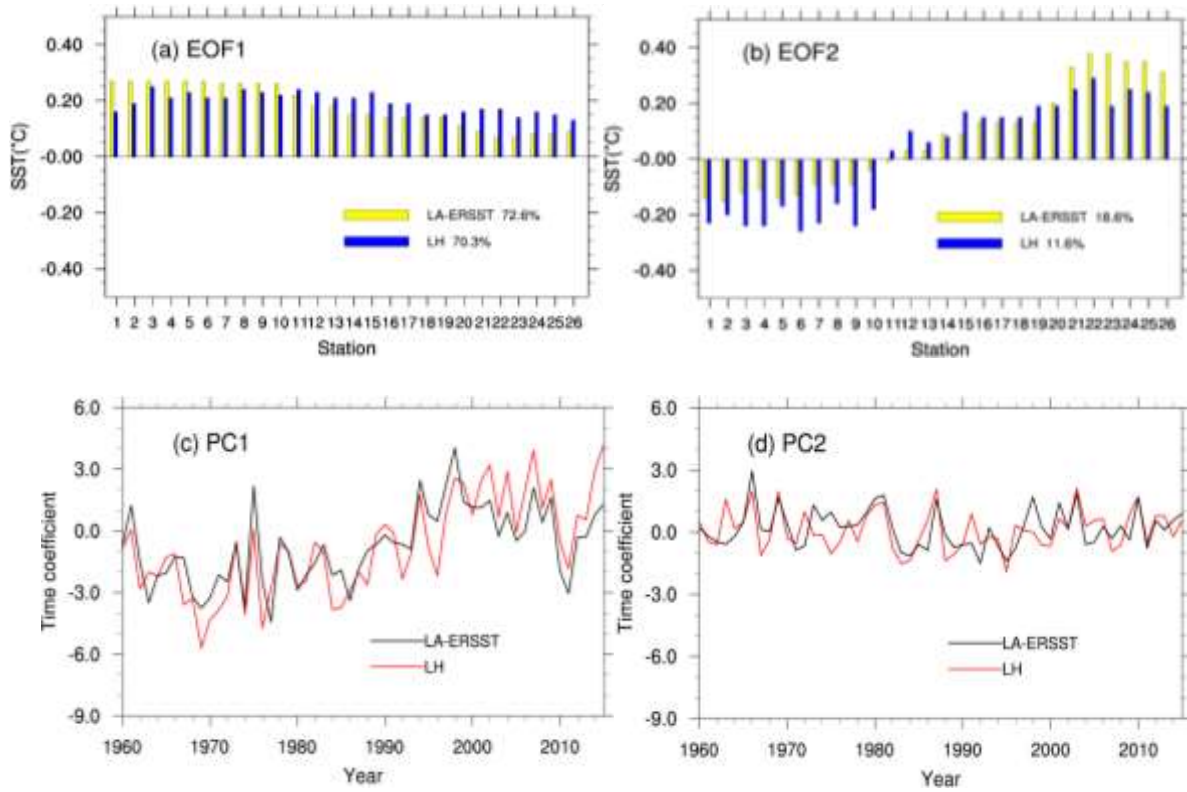 (a) EOF1
SST(°C)
0.40
0.20
-0.00
-0.20
-0.40
LA-ERSST 72.6%
LH 70.3%
1 2 3 4 5 6 7 8 9 10 11 12 13 14 15 16 17 18 19 20 21 22 23 24 25 26
Station
(b) EOF2
SST(°C)
0.40
0.20
-0.00
-0.20
-0.40
LA-ERSST 18.6%
LH 11.6%
1 2 3 4 5 6 7 8 9 10 11 12 13 14 15 16 17 18 19 20 21 22 23 24 25 26
Station
(c) PC1
Time coefficient
6.0
3.0
0.0
-3.0
-6.0
-9.0
LA-ERSST
LH
1960 1970 1980 1990 2000 2010
Year
(d) PC2
Time coefficient
6.0
3.0
0.0
-3.0
-6.0
-9.0
LA-ERSST
LH
1960 1970 1980 1990 2000 2010
Year